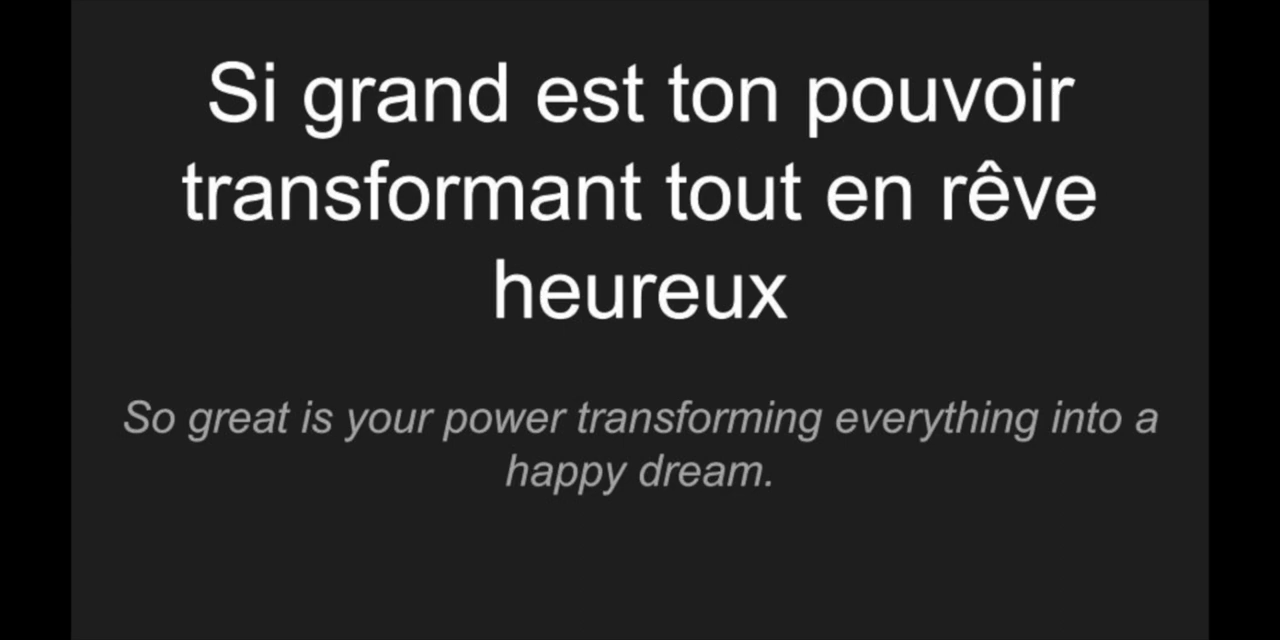 Si grand est ton pouvoir
transformant tout en rêve
heureux
So great is your power transforming everything into a
happy dream.